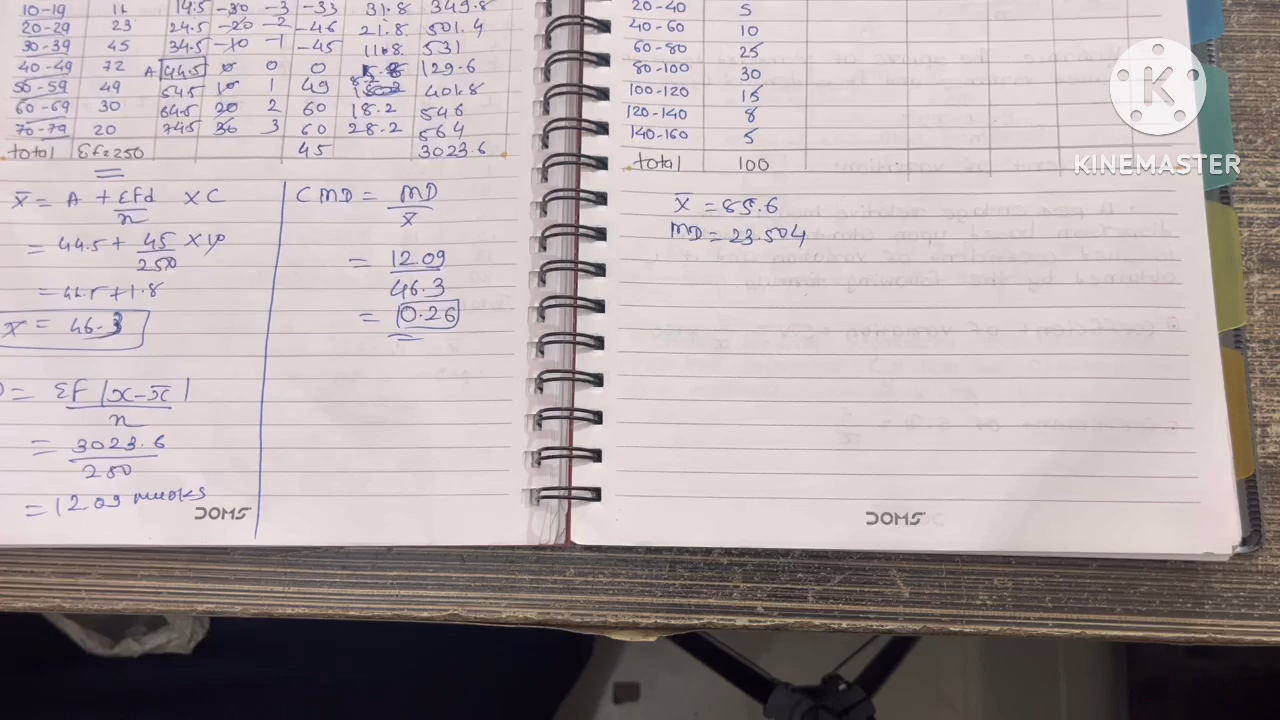 10-19 11 14.5 -30 -3 -33 31.8 349.8
20-29 23 24.5 -20 -2 -46 21.8 501.4
30-39 45 34.5 -10 -1 -45 11.8 531
40-49 72 A 44.5 0 0 0 129.6
50-59 49 54.5 10 1 49 401.8
60-69 30 64.5 20 2 60 18.2 546
70-79 20 74.5 30 3 60 28.2 564
total Σf=250 45 3023.6
x̄ = A + Σfd/n × C
= 44.5 + 45/250 × 10
= 44.5 + 1.8
x̄ = 46.3
= Σf |x-x̄|/n
= 3023.6/250
= 12.09 marks
C MD = MD/x̄
= 12.09/46.3
= 0.26
DOMS
20-40 5
40-60 10
60-80 25
80-100 30
100-120 15
120-140 8
140-160 5
total 100
x̄ = 85.6
MD = 23.504
DOMS
KINEMASTER